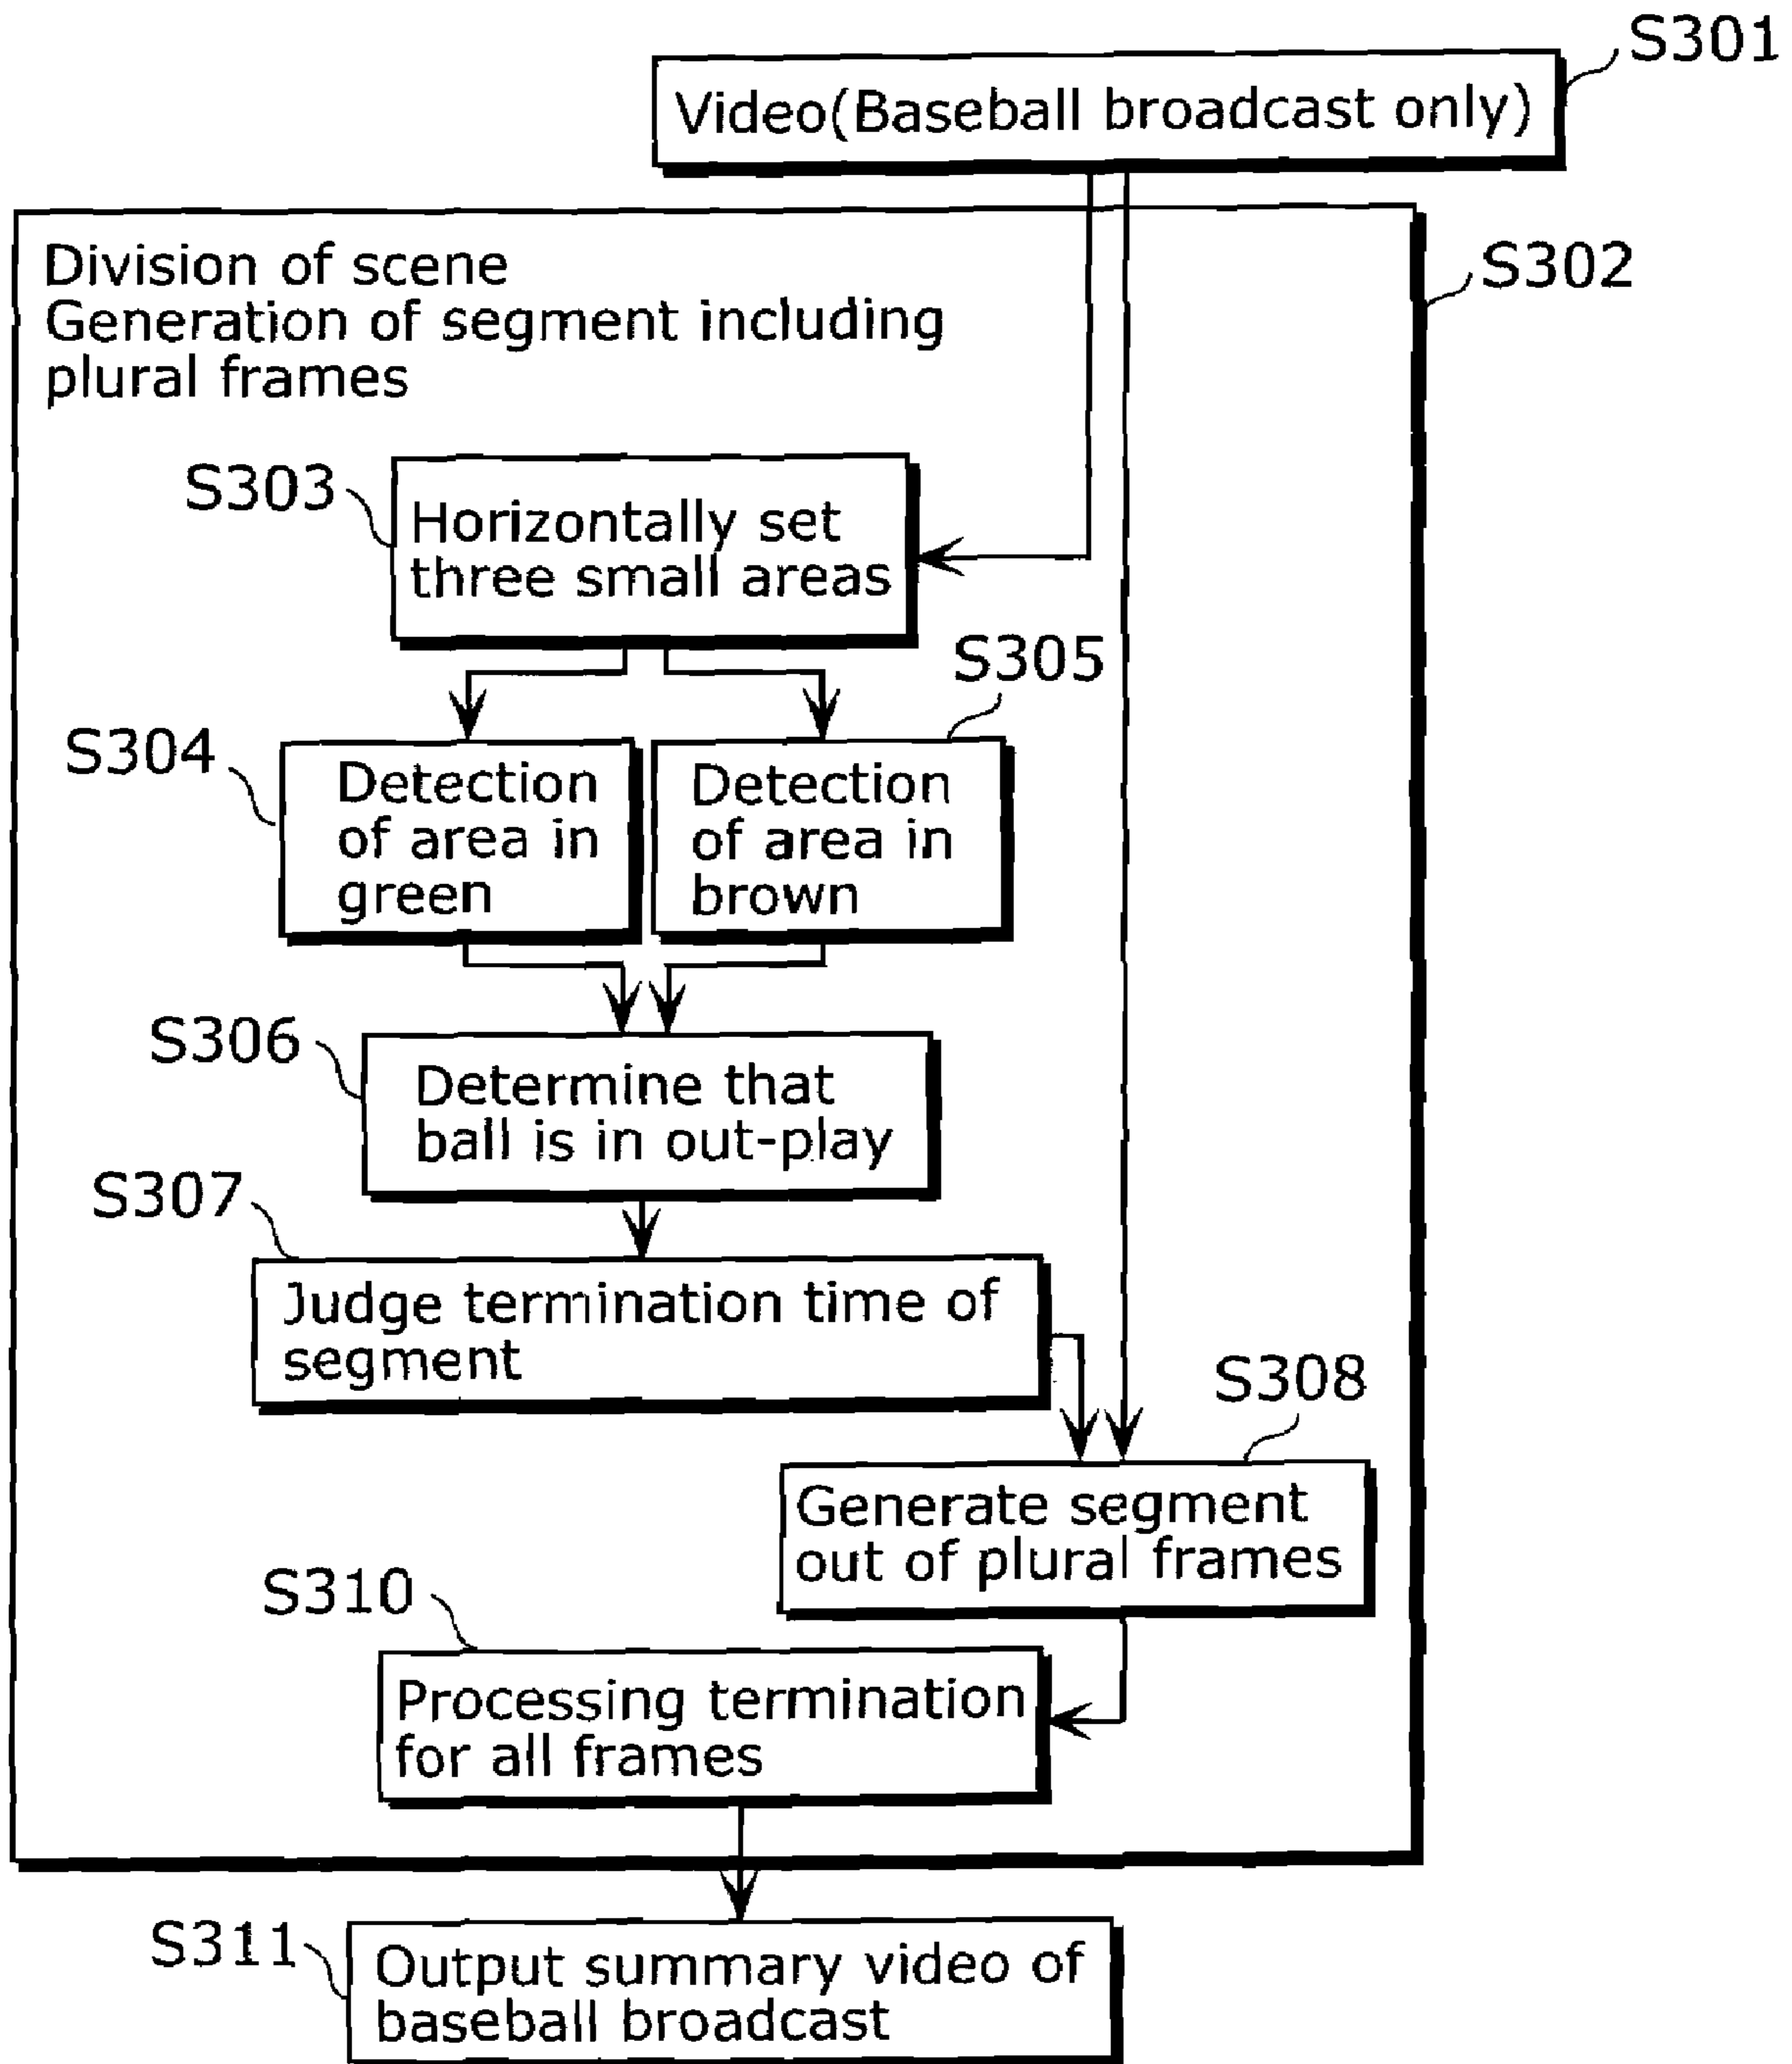 S301
Video(Baseball broadcast only)
S302
Division of scene
Generation of segment including
plural frames
S303
Horizontally set
three small areas
S304
Detection
of area in
green
S305
Detection
of area in
brown
S306
Determine that
ball is in out-play
S307
Judge termination time of
segment
S308
Generate segment
out of plural frames
S310
Processing termination
for all frames
S311
Output summary video of
baseball broadcast